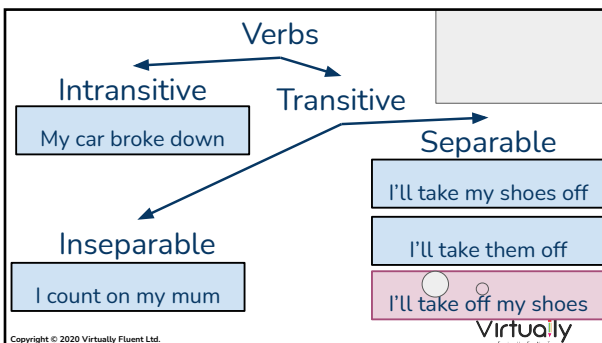 Verbs
Intransitive
Transitive
My car broke down
Separable
I'll take my shoes off
Inseparable
I'll take them off
I count on my mum
I'll take off my shoes
Virtually
Copyright © 2020 Virtually Fluent Ltd.